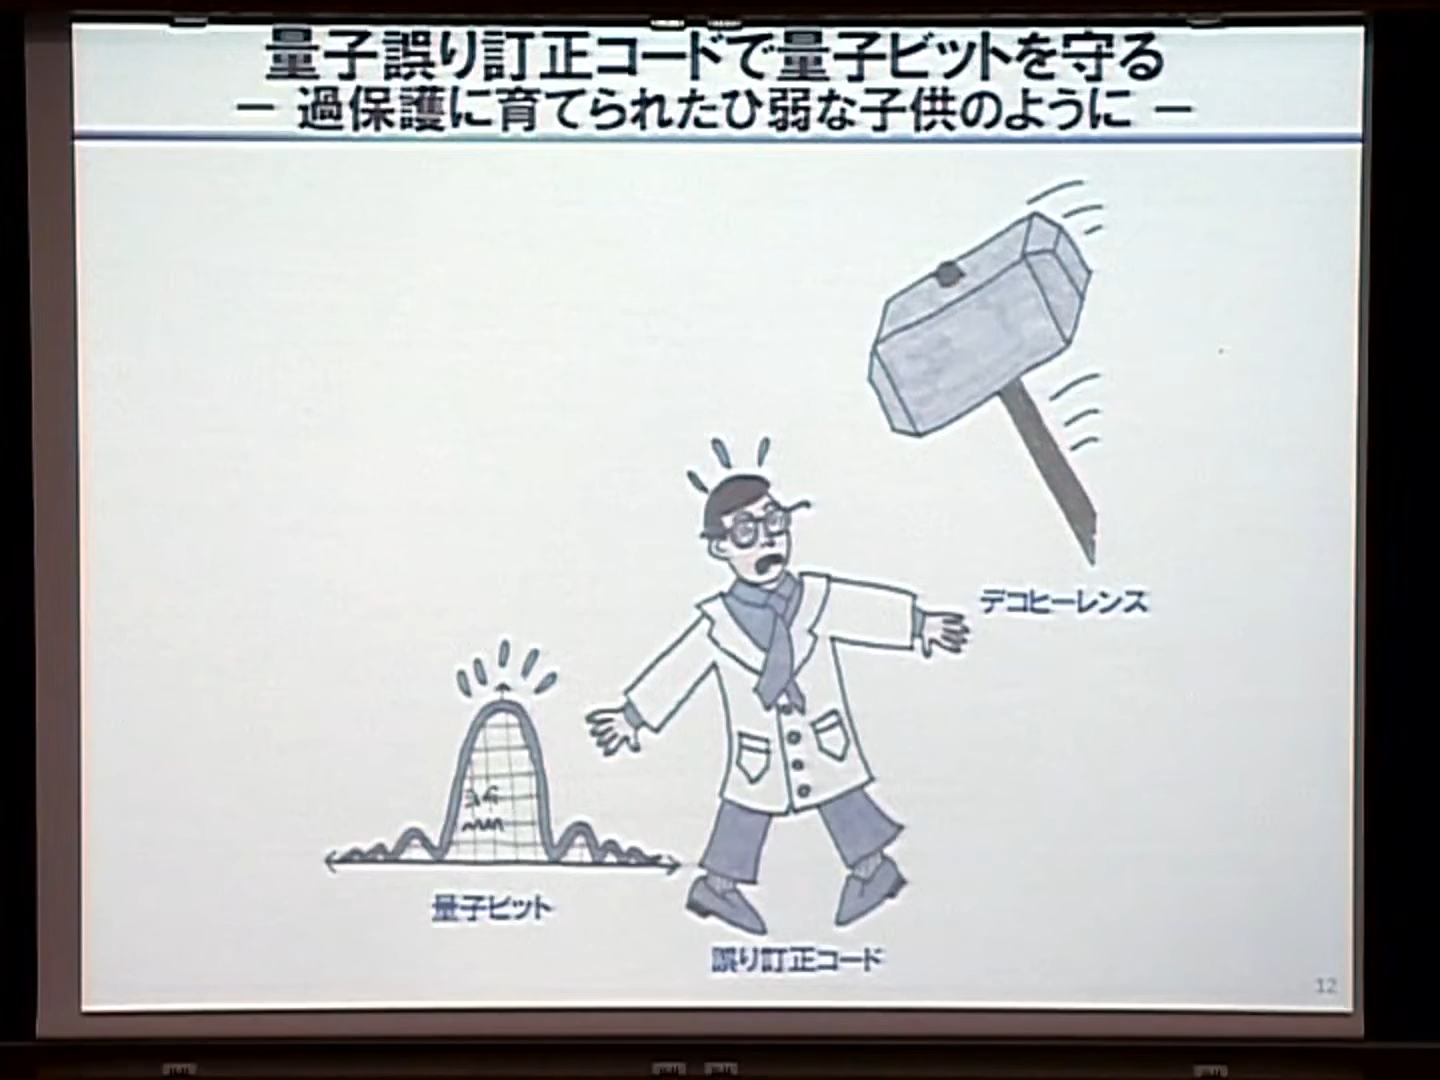 量子誤り訂正コードで量子ビットを守る
－ 過保護に育てられたひ弱な子供のように －
デコヒーレンス
量子ビット
誤り訂正コード
12